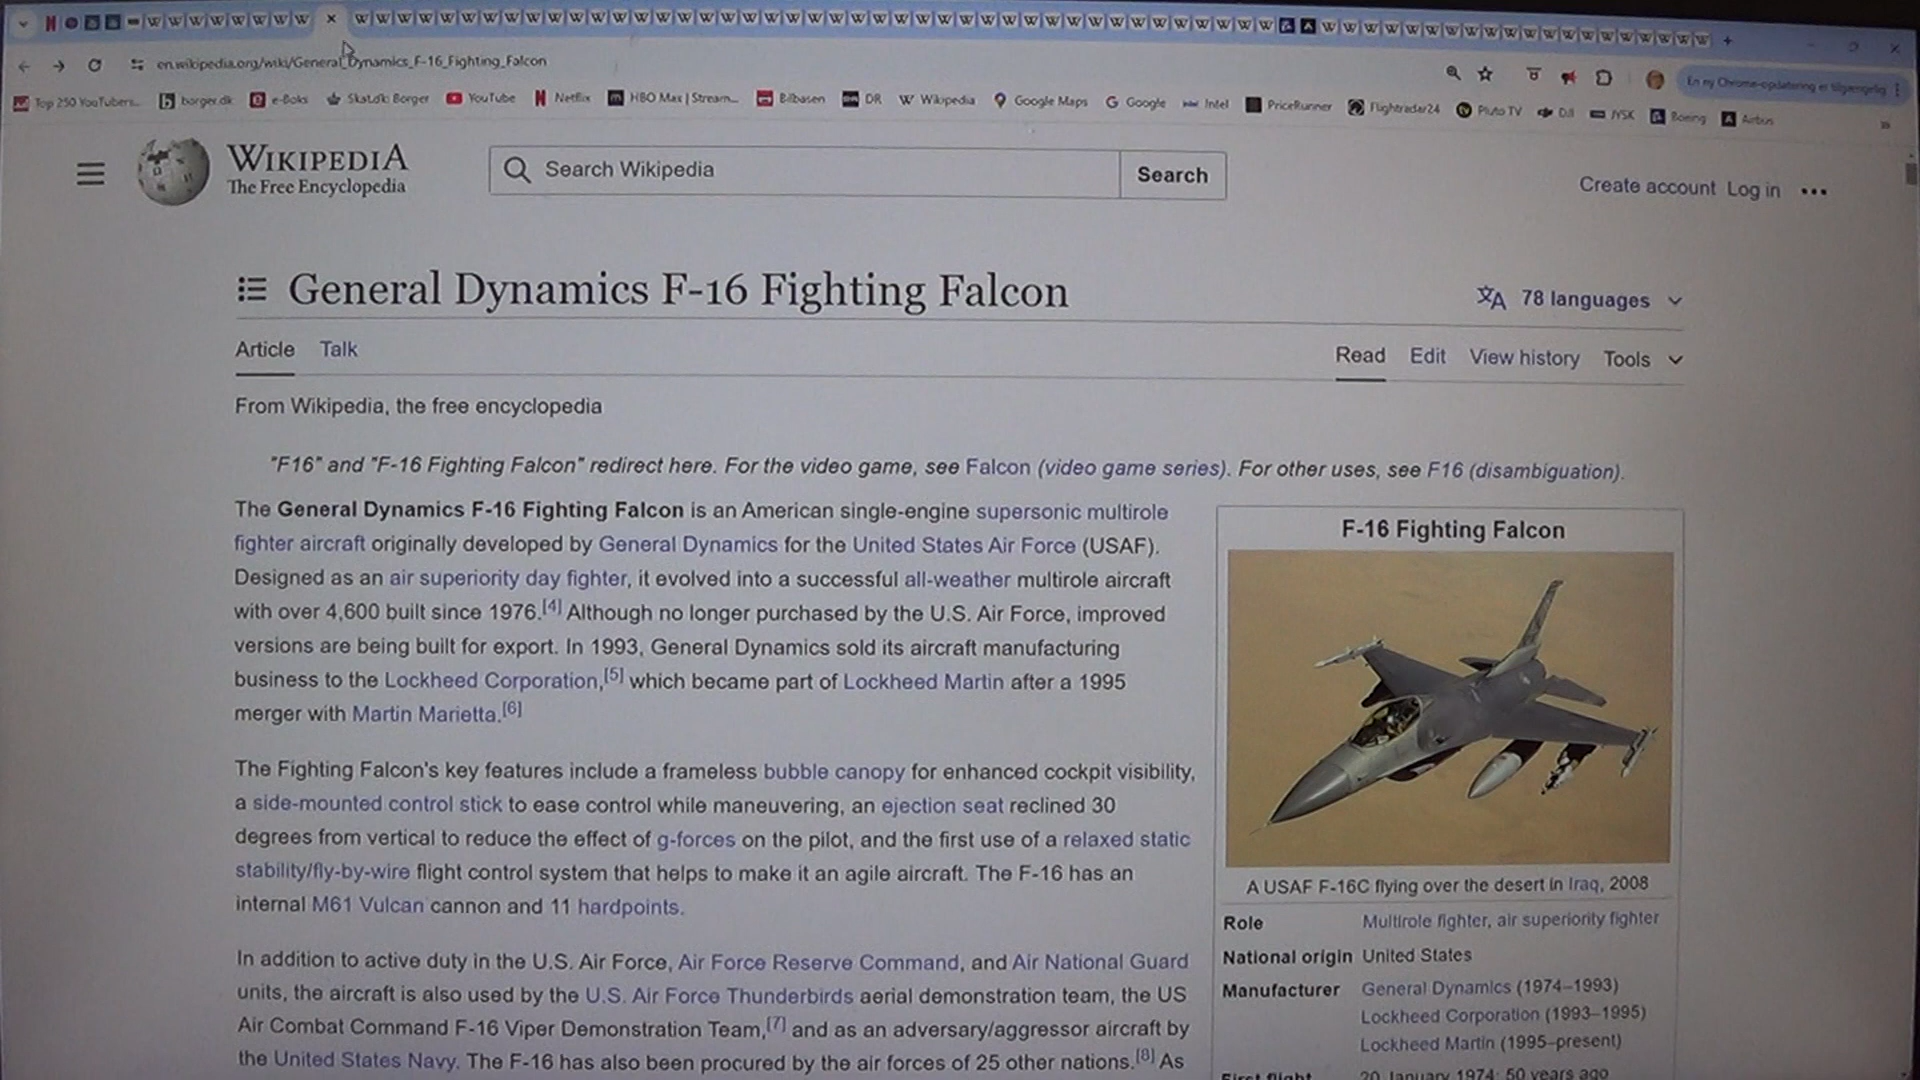 en.wikipedia.org/wiki/General_Dynamics_F-16_Fighting_Falcon
En ny Chrome-opdatering er tilgængelig
Top 250 YouTubers... borger.dk e-Boks Skat.dk: Borger YouTube Netflix HBO Max | Stream... Bilbasen DR Wikipedia Google Maps Google Intel PriceRunner Flightradar24 Pluto TV DJI JYSK Boeing Airbus
WIKIPEDIA
The Free Encyclopedia
Search Wikipedia
Search
Create account Log in
General Dynamics F-16 Fighting Falcon
78 languages
Article Talk
Read Edit View history Tools
From Wikipedia, the free encyclopedia
"F16" and "F-16 Fighting Falcon" redirect here. For the video game, see Falcon (video game series). For other uses, see F16 (disambiguation).
The General Dynamics F-16 Fighting Falcon is an American single-engine supersonic multirole
fighter aircraft originally developed by General Dynamics for the United States Air Force (USAF).
Designed as an air superiority day fighter, it evolved into a successful all-weather multirole aircraft
with over 4,600 built since 1976.[4] Although no longer purchased by the U.S. Air Force, improved
versions are being built for export. In 1993, General Dynamics sold its aircraft manufacturing
business to the Lockheed Corporation,[5] which became part of Lockheed Martin after a 1995
merger with Martin Marietta.[6]
The Fighting Falcon's key features include a frameless bubble canopy for enhanced cockpit visibility,
a side-mounted control stick to ease control while maneuvering, an ejection seat reclined 30
degrees from vertical to reduce the effect of g-forces on the pilot, and the first use of a relaxed static
stability/fly-by-wire flight control system that helps to make it an agile aircraft. The F-16 has an
internal M61 Vulcan cannon and 11 hardpoints.
In addition to active duty in the U.S. Air Force, Air Force Reserve Command, and Air National Guard
units, the aircraft is also used by the U.S. Air Force Thunderbirds aerial demonstration team, the US
Air Combat Command F-16 Viper Demonstration Team,[7] and as an adversary/aggressor aircraft by
the United States Navy. The F-16 has also been procured by the air forces of 25 other nations.[8] As
F-16 Fighting Falcon
A USAF F-16C flying over the desert in Iraq, 2008
Role Multirole fighter, air superiority fighter
National origin United States
Manufacturer General Dynamics (1974–1993)
Lockheed Corporation (1993–1995)
Lockheed Martin (1995–present)
First flight 20 January 1974; 50 years ago